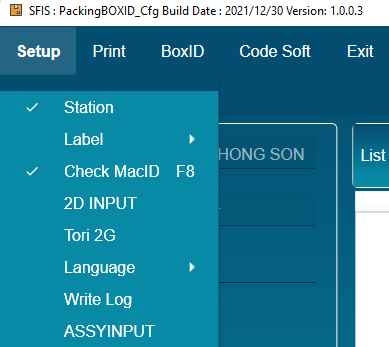 SFIS : PackingBOXID_Cfg Build Date : 2021/12/30 Version: 1.0.0.3
Setup Print BoxID Code Soft Exit
Station
Label
HONG SON
List
Check MacID F8
2D INPUT
Tori 2G
Language
Write Log
ASSYINPUT